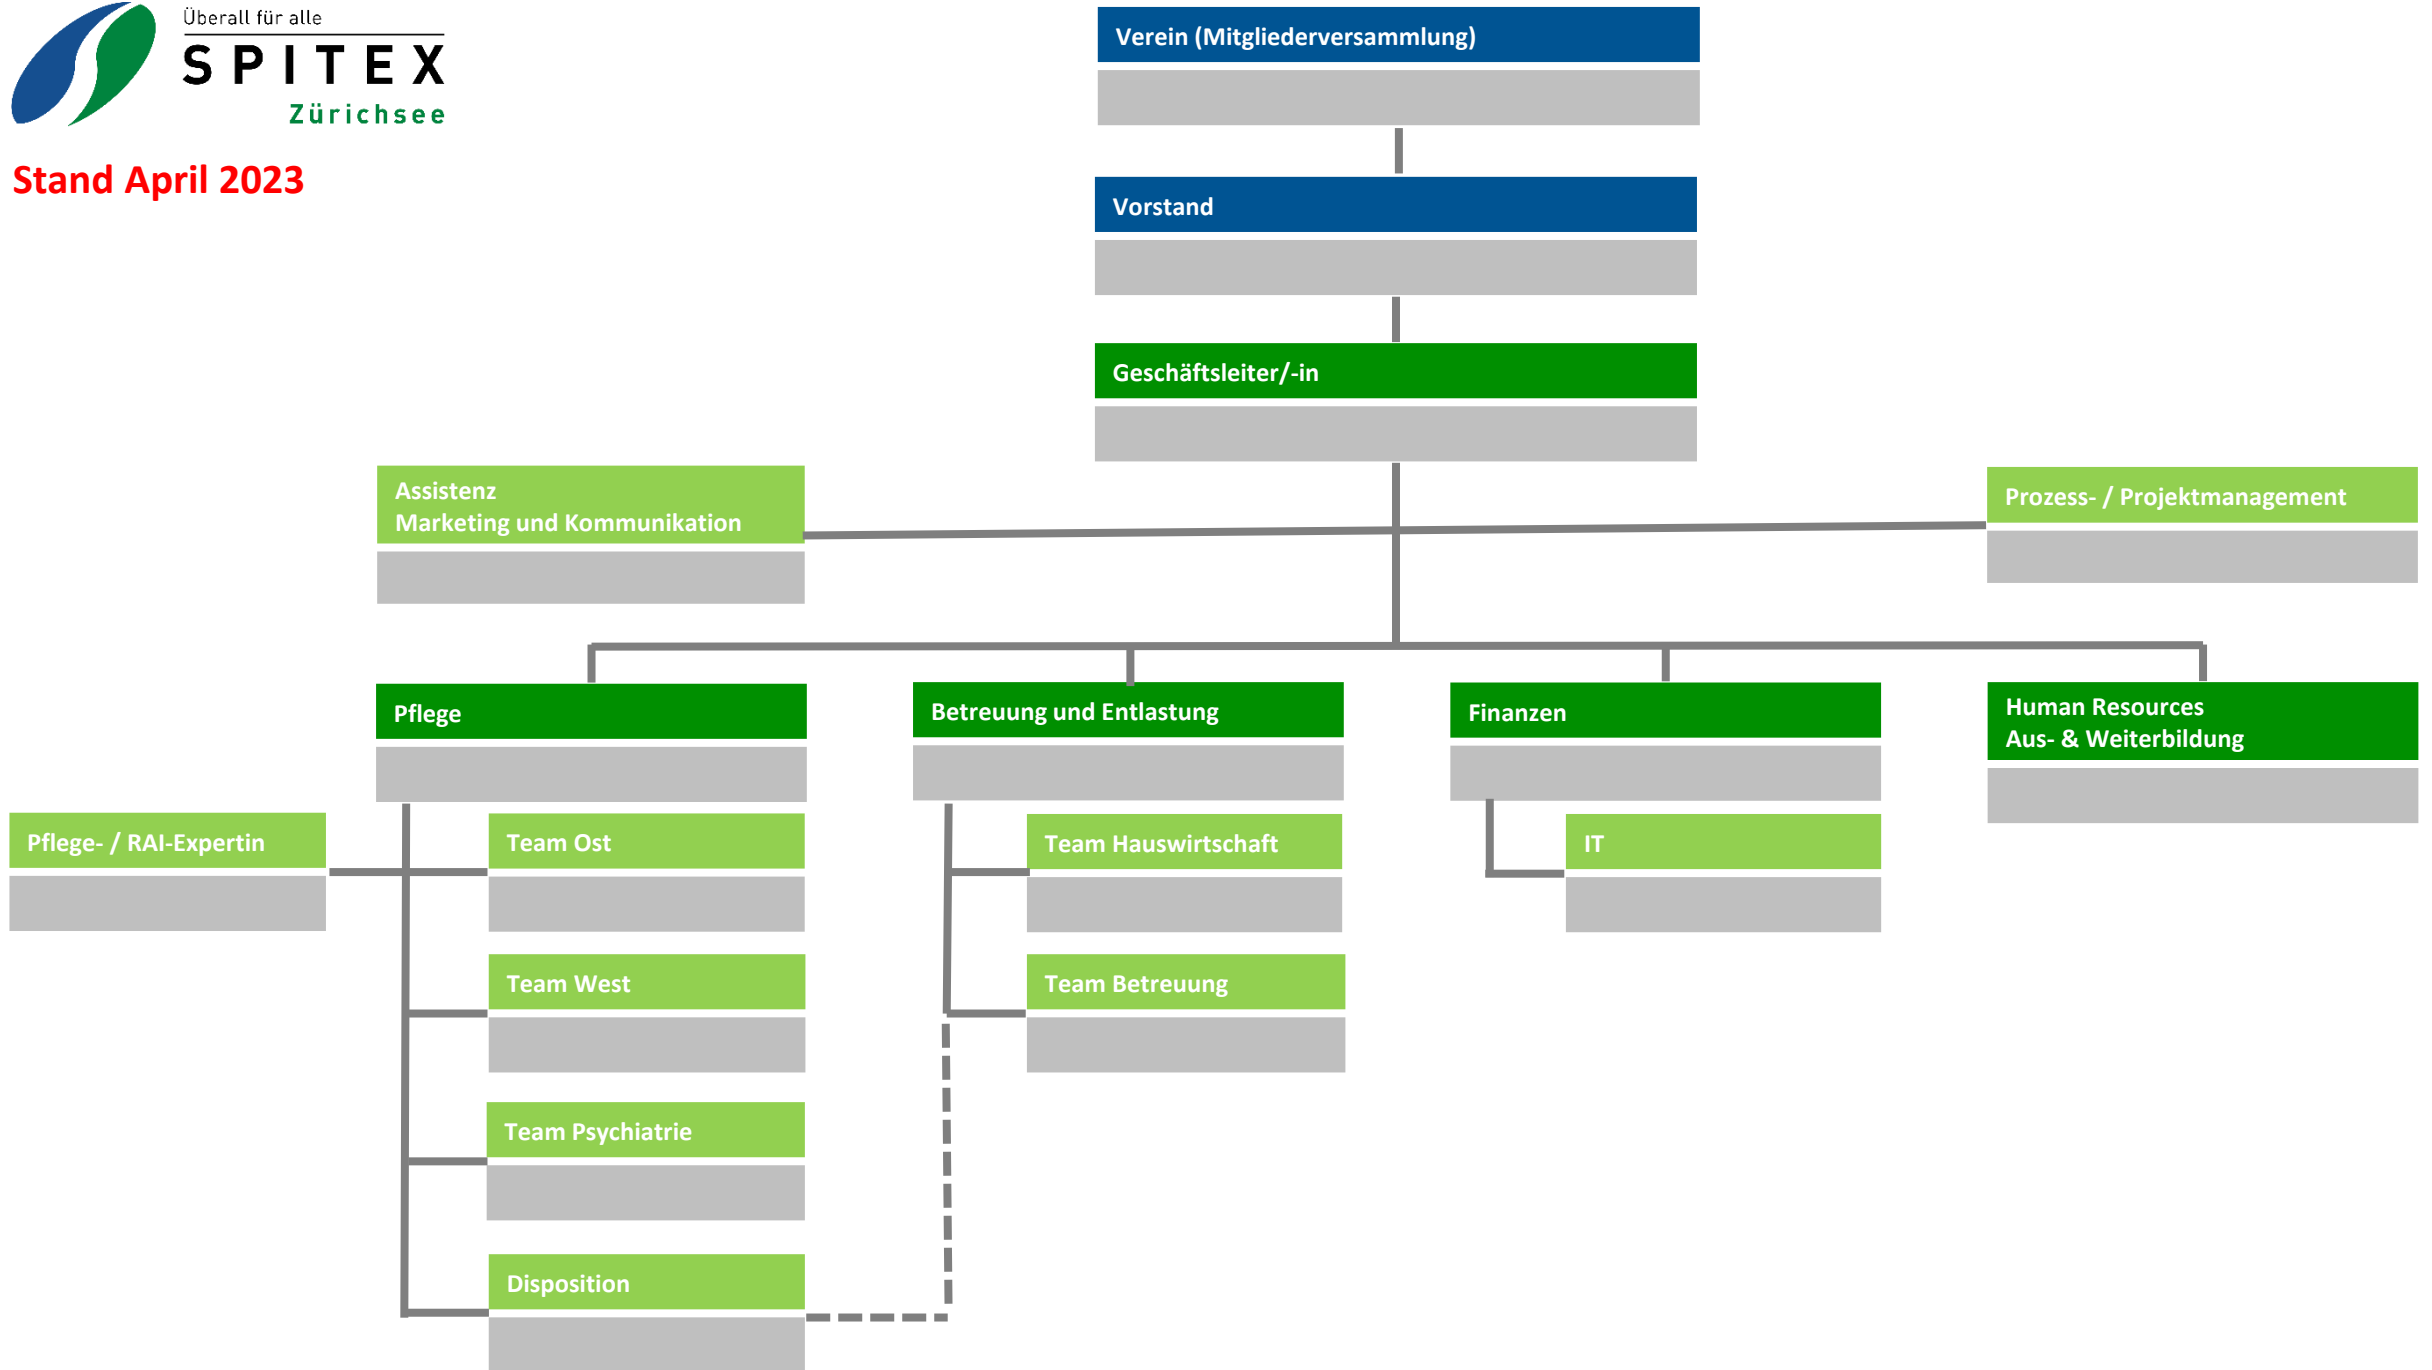 Überall für alle
SPITEX
Zürichsee
Stand April 2023
Verein (Mitgliederversammlung)
Vorstand
Geschäftsleiter/-in
Assistenz
Marketing und Kommunikation
Prozess- / Projektmanagement
Pflege
Betreuung und Entlastung
Finanzen
Human Resources
Aus- & Weiterbildung
Pflege- / RAI-Expertin
Team Ost
Team Hauswirtschaft
IT
Team West
Team Betreuung
Team Psychiatrie
Disposition